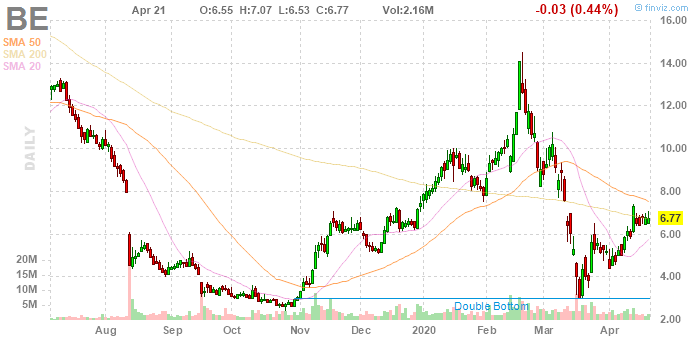 BE Apr 21 O:6.55 H:7.07 L:6.53 C:6.77 Vol:2.16M -0.03 (0.44%) © finviz.com
SMA 50
SMA 200
SMA 20
DAILY
16.00
14.00
12.00
10.00
8.00
6.77
6.00
4.00
2.00
20M
15M
10M
5M
Double Bottom
Aug Sep Oct Nov Dec 2020 Feb Mar Apr